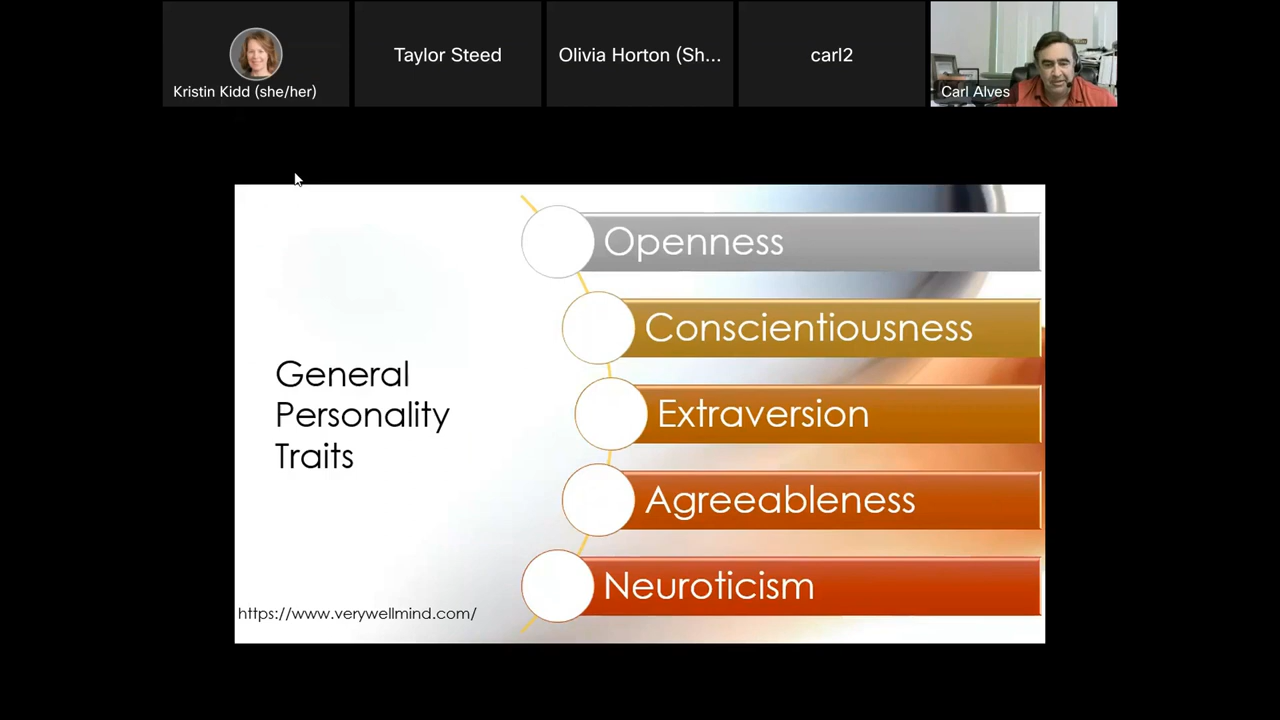 Kristin Kidd (she/her)
Taylor Steed
Olivia Horton (Sh...
carl2
Carl Alves
General
Personality
Traits
Openness
Conscientiousness
Extraversion
Agreeableness
Neuroticism
https://www.verywellmind.com/